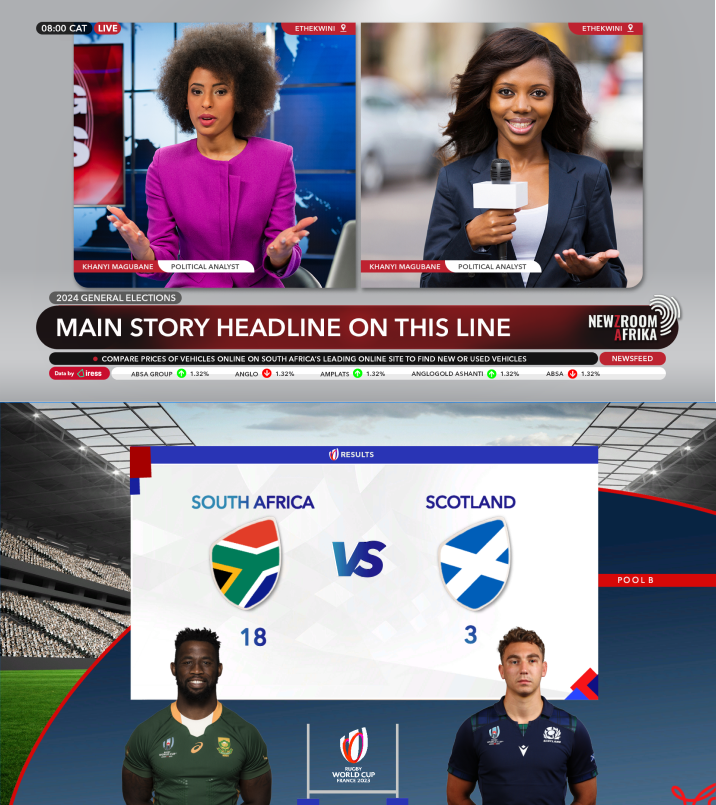 08:00 CAT LIVE
ETHEKWINI
ETHEKWINI
KHANYI MAGUBANE POLITICAL ANALYST
KHANYI MAGUBANE POLITICAL ANALYST
2024 GENERAL ELECTIONS
MAIN STORY HEADLINE ON THIS LINE
NEWZROOM
AFRIKA
COMPARE PRICES OF VEHICLES ONLINE ON SOUTH AFRICA'S LEADING ONLINE SITE TO FIND NEW OR USED VEHICLES
NEWSFEED
Data by iress ABSA GROUP 1.32% ANGLO 1.32% AMPLATS 1.32% ANGLOGOLD ASHANTI 1.32% ABSA 1.32%
RESULTS
SOUTH AFRICA
SCOTLAND
VS
POOL B
18
3
RUGBY
WORLD CUP
FRANCE 2023